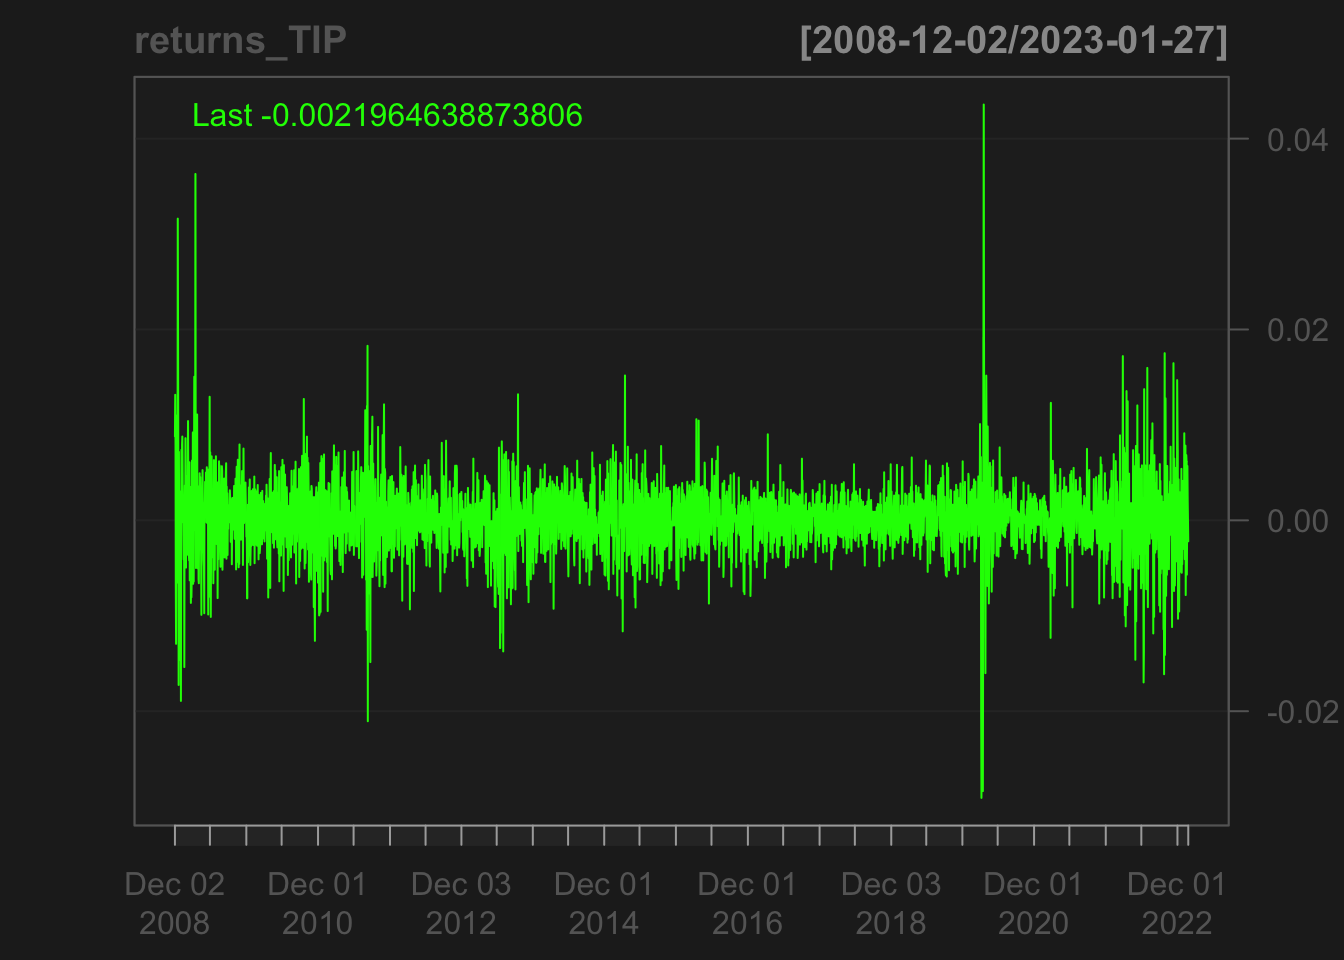 returns_TIP [2008-12-02/2023-01-27]
Last -0.0021964638873806
0.04
0.02
0.00
-0.02
Dec 02 Dec 01 Dec 03 Dec 01 Dec 01 Dec 03 Dec 01 Dec 01
2008 2010 2012 2014 2016 2018 2020 2022